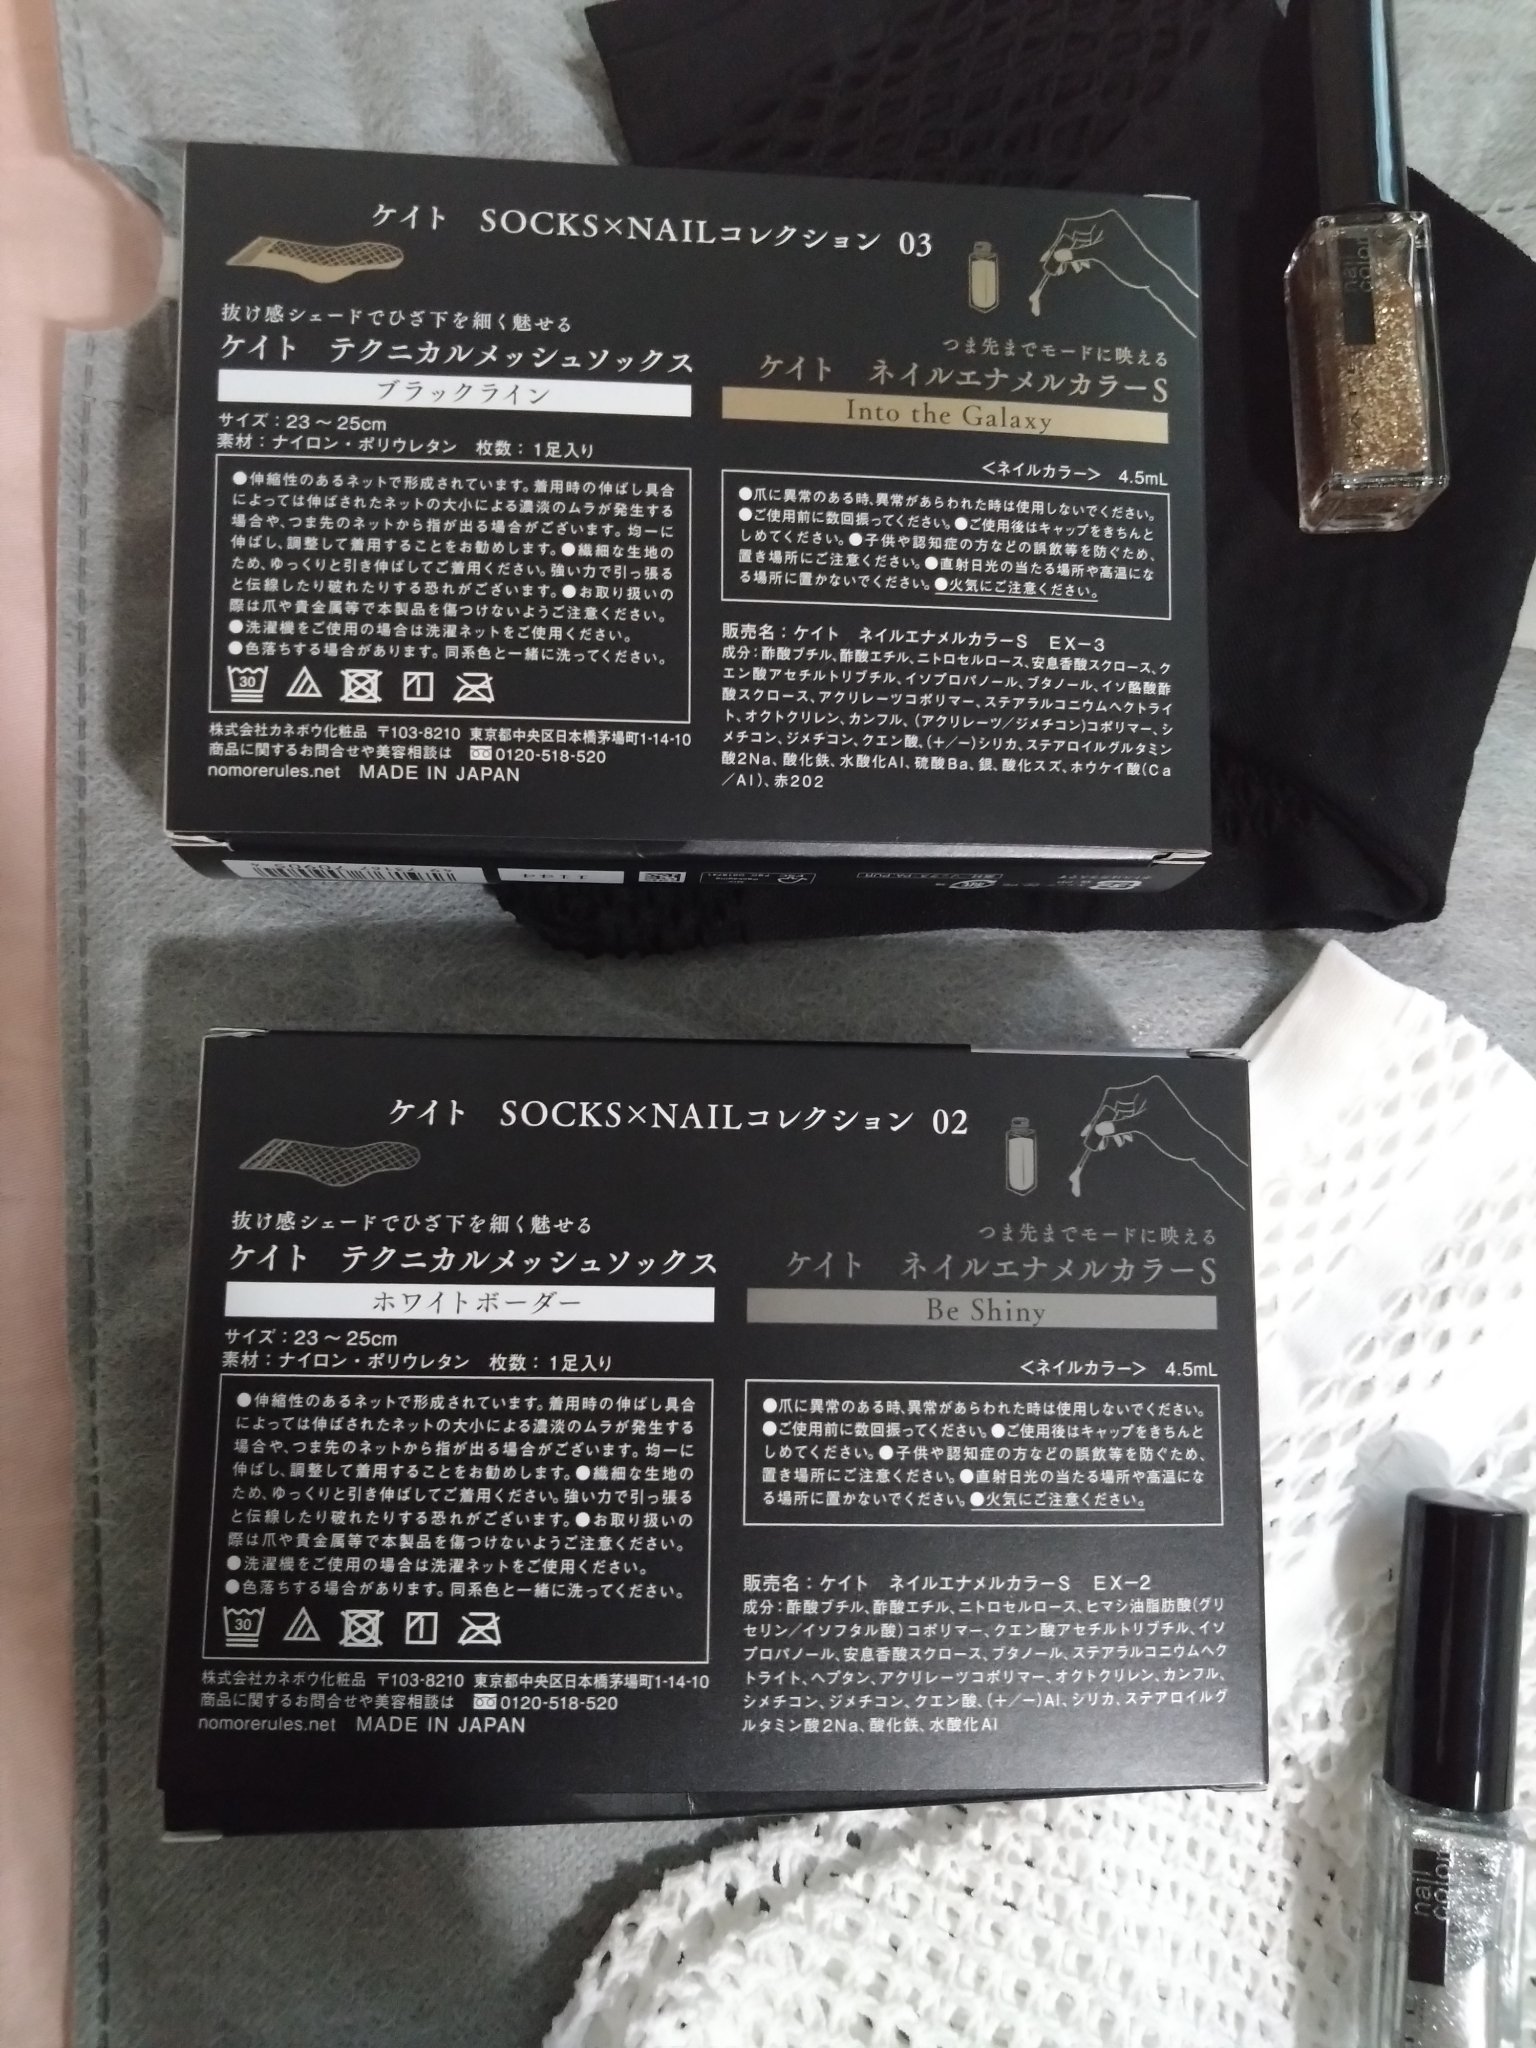 ケイト SOCKS×NAILコレクション 03
抜け感シェードでひざ下を細く魅せる
ケイト テクニカルメッシュソックス
ブラックライン
サイズ：23～25cm
素材：ナイロン・ポリウレタン 枚数：1足入り
●伸縮性のあるネットで形成されています。着用時の伸ばし具合
によっては伸ばされたネットの大小による濃淡のムラが発生する
場合や、つま先のネットから指が出る場合がございます。均一に
伸ばし、調整して着用することをお勧めします。●繊細な生地の
ため、ゆっくりと引き伸ばしてご着用ください。強い力で引っ張る
と伝線したり破れたりする恐れがございます。●お取り扱いの
際は爪や貴金属等で本製品を傷つけないようご注意ください。
●洗濯機をご使用の場合は洗濯ネットをご使用ください。
●色落ちする場合があります。同系色と一緒に洗ってください。
30
株式会社カネボウ化粧品 〒103-8210 東京都中央区日本橋茅場町1-14-10
商品に関するお問合せや美容相談は 0120-518-520
nomorerules.net MADE IN JAPAN
つま先までモードに映える
ケイト ネイルエナメルカラーS
Into the Galaxy
＜ネイルカラー＞ 4.5mL
●爪に異常のある時、異常があらわれた時は使用しないでください。
●ご使用前に数回振ってください。●ご使用後はキャップをきちんと
しめてください。●子供や認知症の方などの誤飲等を防ぐため、
置き場所にご注意ください。●直射日光の当たる場所や高温にな
る場所に置かないでください。●火気にご注意ください。
販売名：ケイト ネイルエナメルカラーS EX-3
成分：酢酸ブチル、酢酸エチル、ニトロセルロース、安息香酸スクロース、ク
エン酸アセチルトリブチル、イソプロパノール、ブタノール、イソ酪酸酢
酸スクロース、アクリレーツコポリマー、ステアラルコニウムヘクトライ
ト、オクトクリレン、カンフル、(アクリレーツ／ジメチコン)コポリマー、シ
メチコン、ジメチコン、クエン酸、(+/-)シリカ、ステアロイルグルタミン
酸2Na、酸化鉄、水酸化Al、硫酸Ba、銀、酸化スズ、ホウケイ酸(Ca
／Al)、赤202
1144
nail
color
ケイト SOCKS×NAILコレクション 02
抜け感シェードでひざ下を細く魅せる
ケイト テクニカルメッシュソックス
ホワイトボーダー
サイズ：23～25cm
素材：ナイロン・ポリウレタン 枚数：1足入り
●伸縮性のあるネットで形成されています。着用時の伸ばし具合
によっては伸ばされたネットの大小による濃淡のムラが発生する
場合や、つま先のネットから指が出る場合がございます。均一に
伸ばし、調整して着用することをお勧めします。●繊細な生地の
ため、ゆっくりと引き伸ばしてご着用ください。強い力で引っ張る
と伝線したり破れたりする恐れがございます。●お取り扱いの
際は爪や貴金属等で本製品を傷つけないようご注意ください。
●洗濯機をご使用の場合は洗濯ネットをご使用ください。
●色落ちする場合があります。同系色と一緒に洗ってください。
30
株式会社カネボウ化粧品 〒103-8210 東京都中央区日本橋茅場町1-14-10
商品に関するお問合せや美容相談は 0120-518-520
nomorerules.net MADE IN JAPAN
つま先までモードに映える
ケイト ネイルエナメルカラーS
Be Shiny
＜ネイルカラー＞ 4.5mL
●爪に異常のある時、異常があらわれた時は使用しないでください。
●ご使用前に数回振ってください。●ご使用後はキャップをきちんと
しめてください。●子供や認知症の方などの誤飲等を防ぐため、
置き場所にご注意ください。●直射日光の当たる場所や高温にな
る場所に置かないでください。●火気にご注意ください。
販売名：ケイト ネイルエナメルカラーS EX-2
成分：酢酸ブチル、酢酸エチル、ニトロセルロース、ヒマシ油脂肪酸(グリ
セリン／イソフタル酸)コポリマー、クエン酸アセチルトリブチル、イソ
プロパノール、安息香酸スクロース、ブタノール、ステアラルコニウムヘク
トライト、ヘプタン、アクリレーツコポリマー、オクトクリレン、カンフル、
シメチコン、ジメチコン、クエン酸、(+/-)Al、シリカ、ステアロイルグ
ルタミン酸2Na、酸化鉄、水酸化Al
nail
color